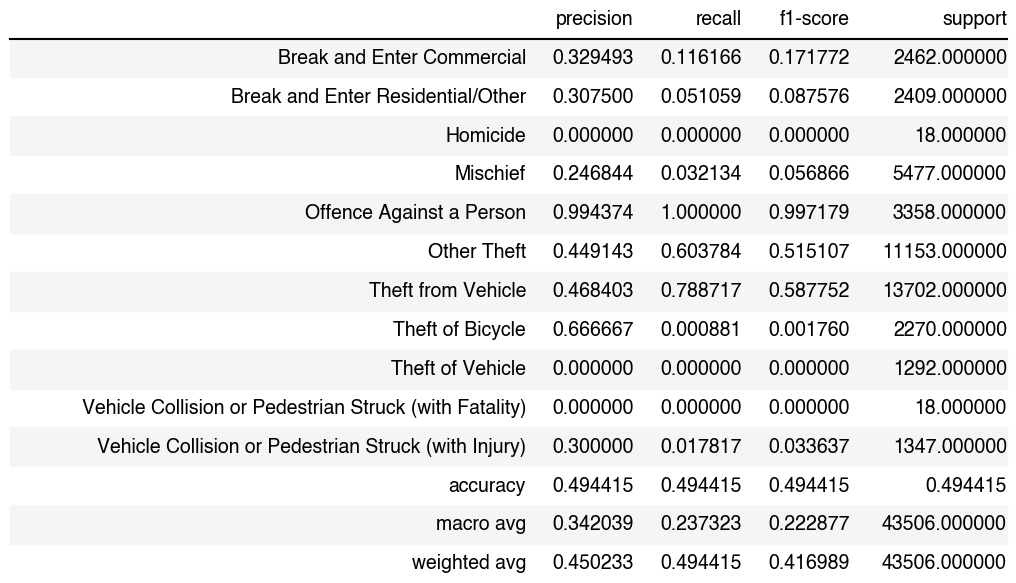 precision recall f1-score support
Break and Enter Commercial 0.329493 0.116166 0.171772 2462.000000
Break and Enter Residential/Other 0.307500 0.051059 0.087576 2409.000000
Homicide 0.000000 0.000000 0.000000 18.000000
Mischief 0.246844 0.032134 0.056866 5477.000000
Offence Against a Person 0.994374 1.000000 0.997179 3358.000000
Other Theft 0.449143 0.603784 0.515107 11153.000000
Theft from Vehicle 0.468403 0.788717 0.587752 13702.000000
Theft of Bicycle 0.666667 0.000881 0.001760 2270.000000
Theft of Vehicle 0.000000 0.000000 0.000000 1292.000000
Vehicle Collision or Pedestrian Struck (with Fatality) 0.000000 0.000000 0.000000 18.000000
Vehicle Collision or Pedestrian Struck (with Injury) 0.300000 0.017817 0.033637 1347.000000
accuracy 0.494415 0.494415 0.494415 0.494415
macro avg 0.342039 0.237323 0.222877 43506.000000
weighted avg 0.450233 0.494415 0.416989 43506.000000